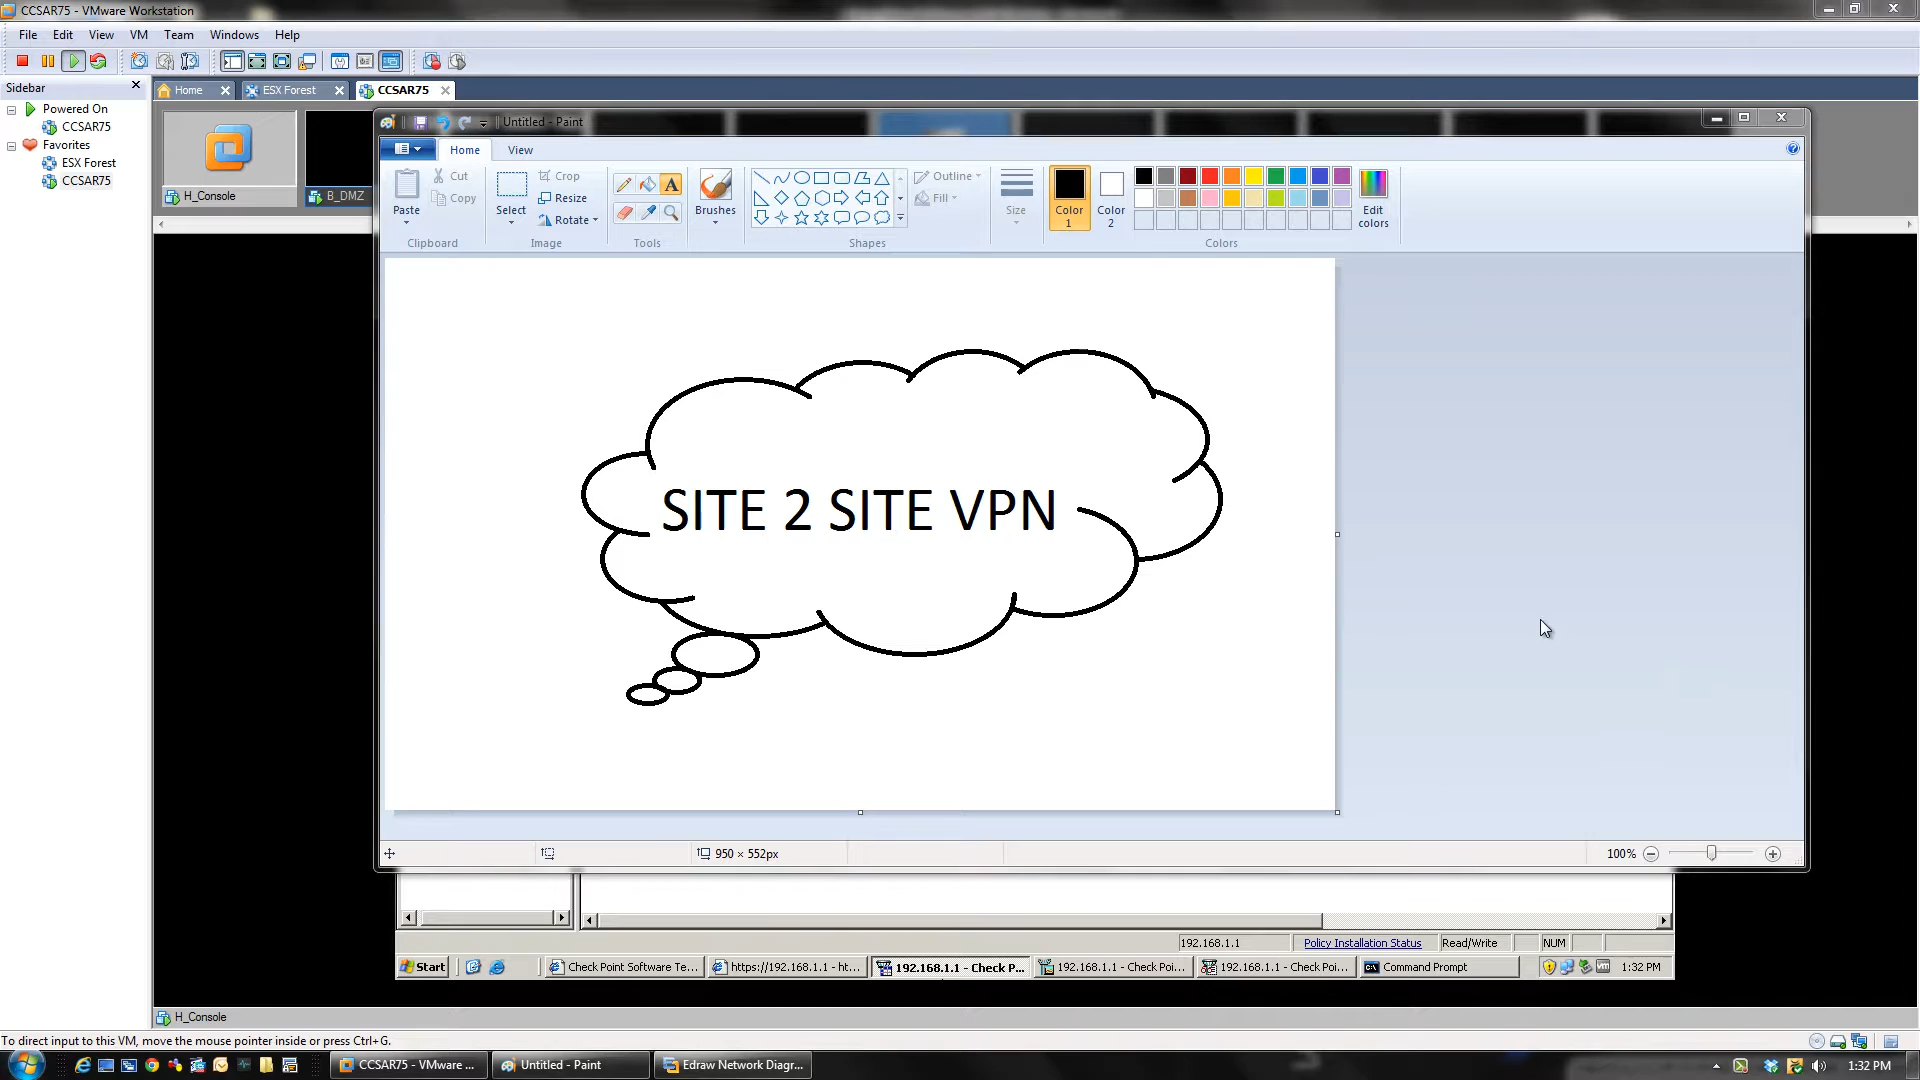 CCSAR75 - VMware Workstation
File Edit View VM Team Windows Help
Sidebar
Powered On
CCSAR75
Favorites
ESX Forest
CCSAR75
Home ESX Forest CCSAR75
H_Console
B_DMZ
Untitled - Paint
Home View
Paste
Cut
Copy
Clipboard
Select
Crop
Resize
Rotate
Image
Tools
Brushes
Outline
Fill
Shapes
Size
Color 1
Color 2
Edit colors
Colors
SITE 2 SITE VPN
950 × 552px
100%
192.168.1.1 Policy Installation Status Read/Write NUM
Start Check Point Software Te... https://192.168.1.1 - ht... 192.168.1.1 - Check P... 192.168.1.1 - Check Poi... 192.168.1.1 - Check Poi... Command Prompt 1:32 PM
H_Console
To direct input to this VM, move the mouse pointer inside or press Ctrl+G.
CCSAR75 - VMware ... Untitled - Paint Edraw Network Diagr... 1:32 PM